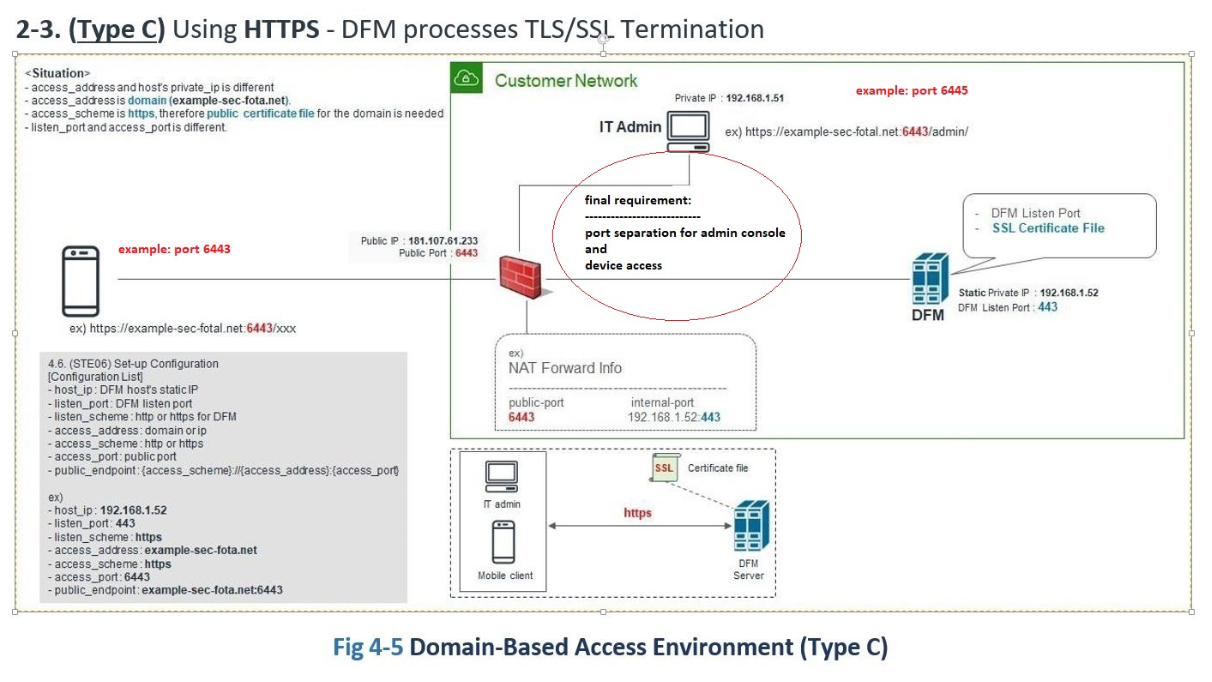 2-3. (Type C) Using HTTPS - DFM processes TLS/SSL Termination
<Situation>
- access_address and host's private_ip is different
- access_address is domain (example-sec-fota.net).
- access_scheme is https, therefore public certificate file for the domain is needed
- listen_port and access_port is different.
Customer Network
example: port 6445
Private IP : 192.168.1.51
IT Admin
ex) https://example-sec-fotal.net:6443/admin/
final requirement:
---------------------------
port separation for admin console
and
device access
- DFM Listen Port
- SSL Certificate File
example: port 6443
Public IP : 181.107.61.233
Public Port : 6443
Static Private IP : 192.168.1.52
DFM Listen Port : 443
DFM
ex) https://example-sec-fotal.net:6443/xxx
ex)
NAT Forward Info
public-port internal-port
6443 192.168.1.52:443
4.6. (STE06) Set-up Configuration
[Configuration List]
- host_ip : DFM host's static IP
- listen_port : DFM listen port
- listen_scheme : http or https for DFM
- access_address : domain or ip
- access_scheme : http or https
- access_port : public port
- public_endpoint : {access_scheme}://{access_address}:{access_port}
ex)
- host_ip : 192.168.1.52
- listen_port : 443
- listen_scheme : https
- access_address : example-sec-fota.net
- access_scheme : https
- access_port : 6443
- public_endpoint : example-sec-fota.net:6443
IT admin
Mobile client
https
SSL
Certificate file
DFM
Server
Fig 4-5 Domain-Based Access Environment (Type C)